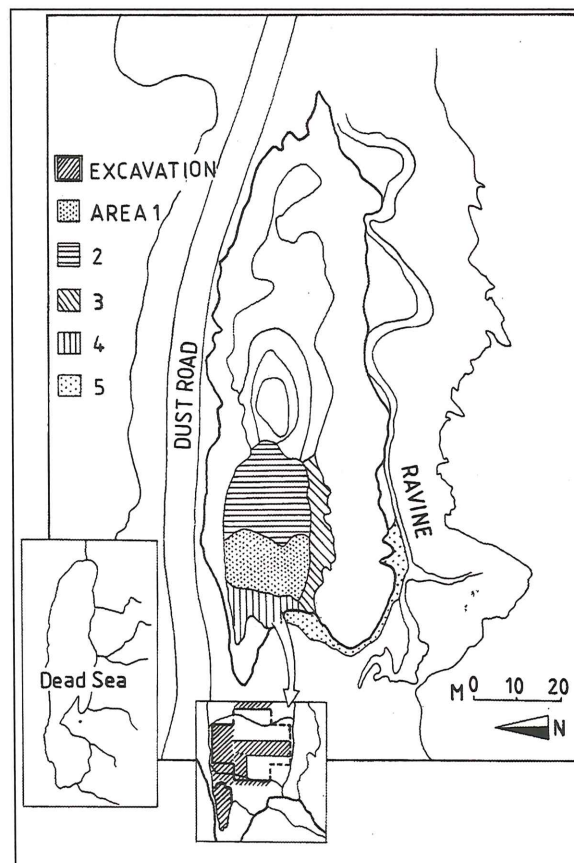 EXCAVATION
AREA 1
2
3
4
5
DUST ROAD
RAVINE
Dead Sea
M 0 10 20
N